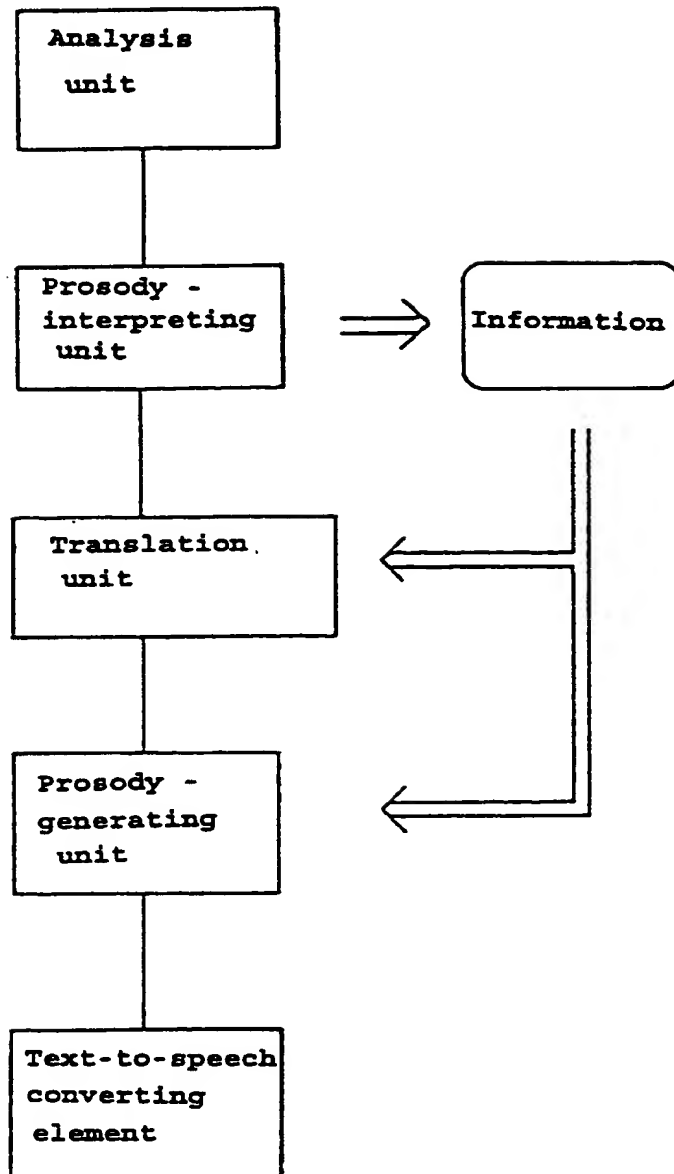 Analysis
unit
Prosody -
interpreting
unit
Information
Translation
unit
Prosody -
generating
unit
Text-to-speech
converting
element